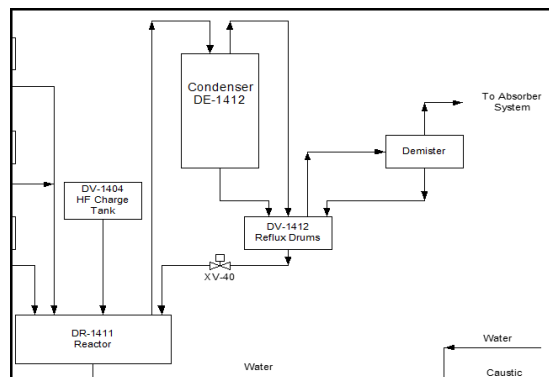 Condenser
DE-1412
To Absorber
System
Demister
DV-1404
HF Charge
Tank
DV-1412
Reflux Drums
XV-40
DR-1411
Reactor
Water
Water
Caustic